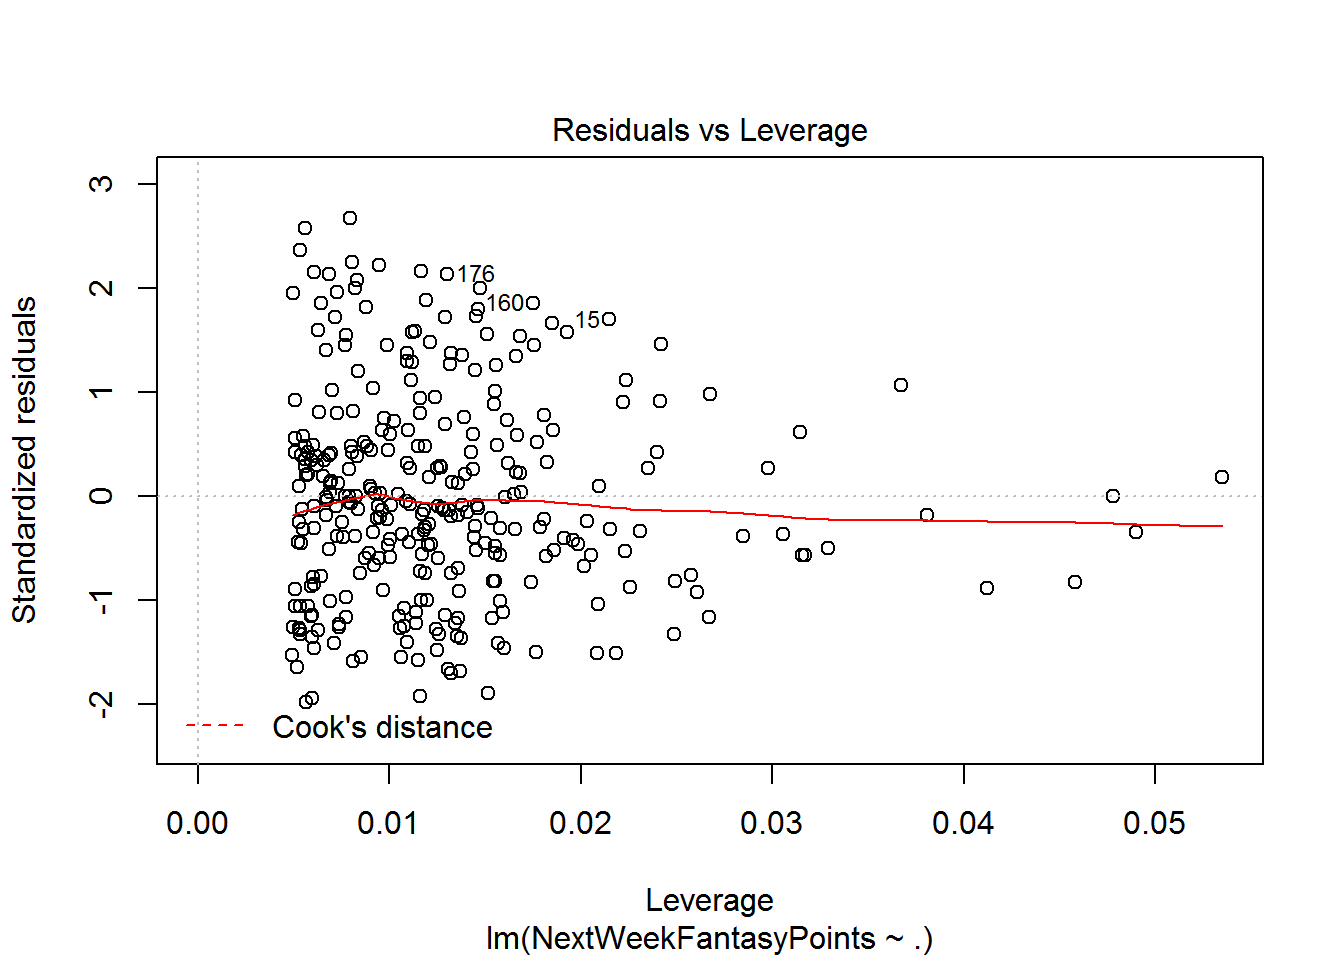 Residuals vs Leverage
Standardized residuals
3
2
1
0
-1
-2
176
160
15
Cook's distance
0.00 0.01 0.02 0.03 0.04 0.05
Leverage
lm(NextWeekFantasyPoints ~ .)